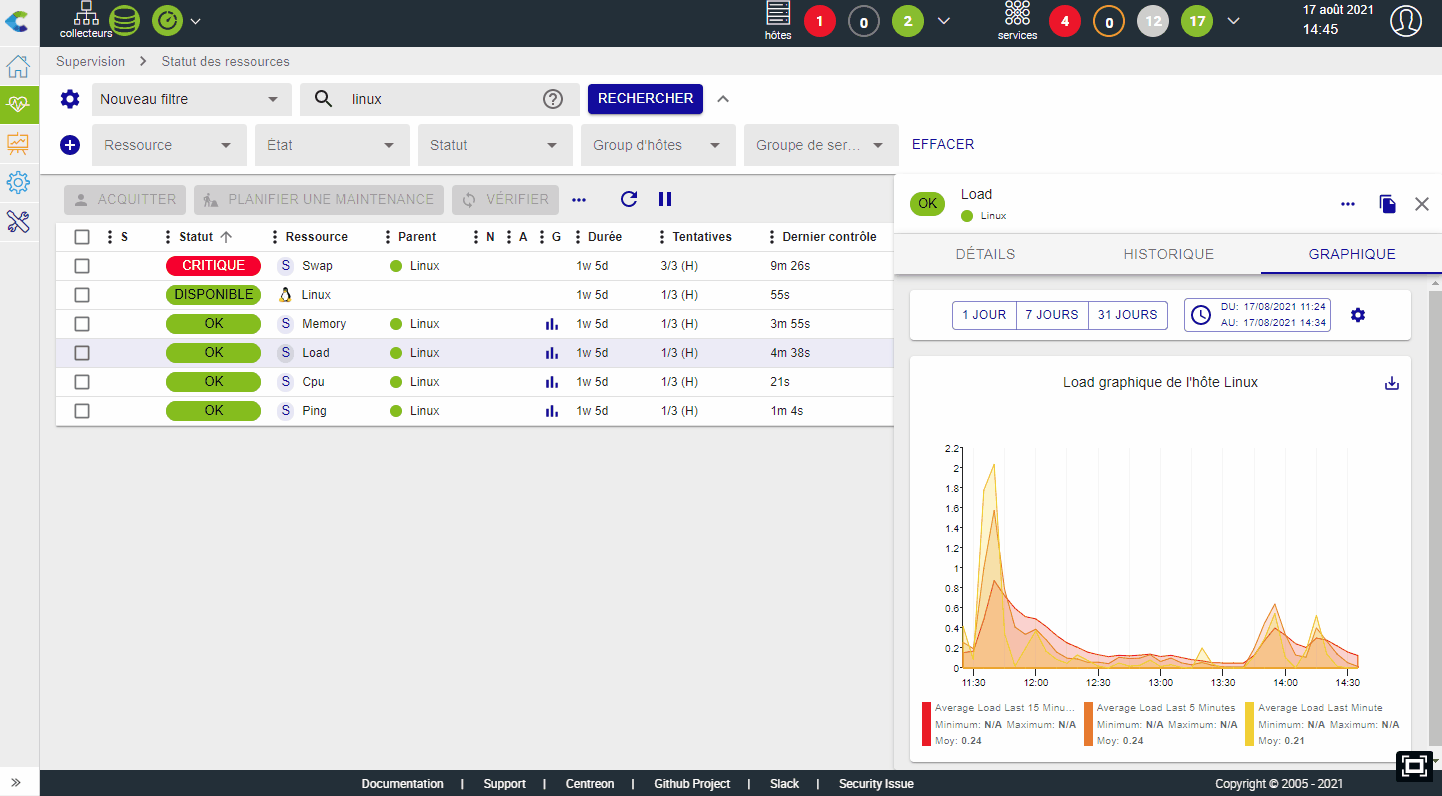 collecteurs
hôtes
1
0
2
services
4
0
12
17
17 août 2021
14:45
Supervision
Statut des ressources
Nouveau filtre
linux
?
RECHERCHER
Ressource
État
Statut
Group d'hôtes
Groupe de ser...
EFFACER
ACQUITTER
PLANIFIER UNE MAINTENANCE
VÉRIFIER
S Statut Ressource Parent N A G Durée Tentatives Dernier contrôle
CRITIQUE S Swap Linux 1w 5d 3/3 (H) 9m 26s
DISPONIBLE Linux 1w 5d 1/3 (H) 55s
OK S Memory Linux 1w 5d 1/3 (H) 3m 55s
OK S Load Linux 1w 5d 1/3 (H) 4m 38s
OK S Cpu Linux 1w 5d 1/3 (H) 21s
OK S Ping Linux 1w 5d 1/3 (H) 1m 4s
OK
Load
Linux
DÉTAILS
HISTORIQUE
GRAPHIQUE
1 JOUR
7 JOURS
31 JOURS
DU: 17/08/2021 11:24
AU: 17/08/2021 14:34
Load graphique de l'hôte Linux
2.2
2
1.8
1.6
1.4
1.2
1
0.8
0.6
0.4
0.2
0
11:30 12:00 12:30 13:00 13:30 14:00 14:30
Average Load Last 15 Minu...
Minimum: N/A Maximum: N/A
Moy: 0.24
Average Load Last 5 Minutes
Minimum: N/A Maximum: N/A
Moy: 0.24
Average Load Last Minute
Minimum: N/A Maximum: N/A
Moy: 0.21
Documentation | Support | Centreon | Github Project | Slack | Security Issue
Copyright © 2005 - 2021